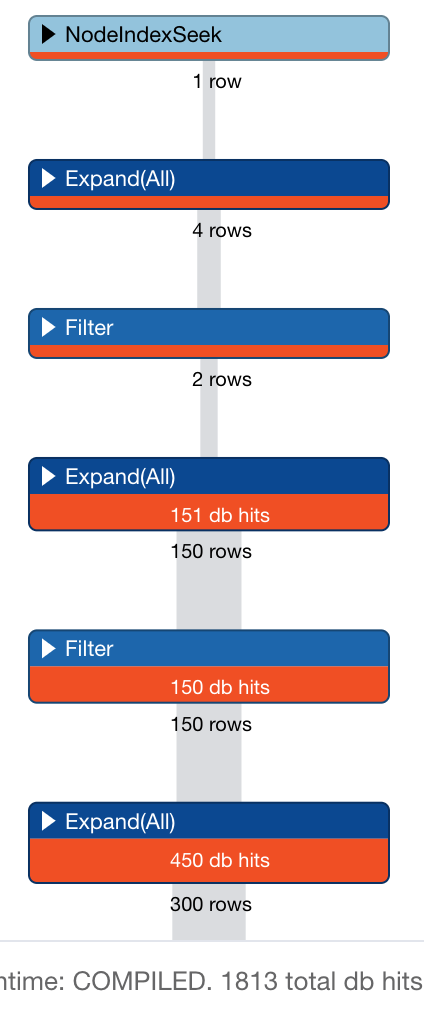 NodeIndexSeek
1 row
Expand(All)
4 rows
Filter
2 rows
Expand(All)
151 db hits
150 rows
Filter
150 db hits
150 rows
Expand(All)
450 db hits
300 rows
ntime: COMPILED. 1813 total db hits